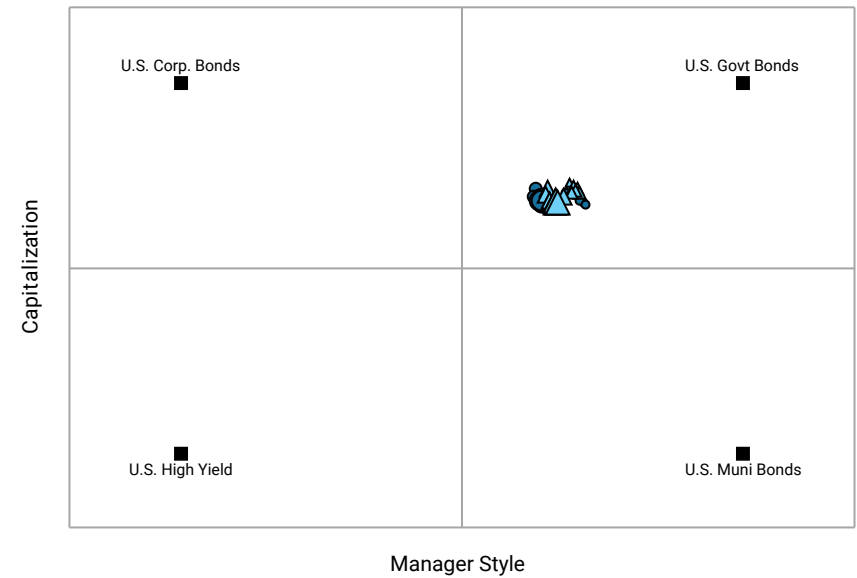 U.S. Corp. Bonds
U.S. Govt Bonds
Capitalization
U.S. High Yield
U.S. Muni Bonds
Manager Style